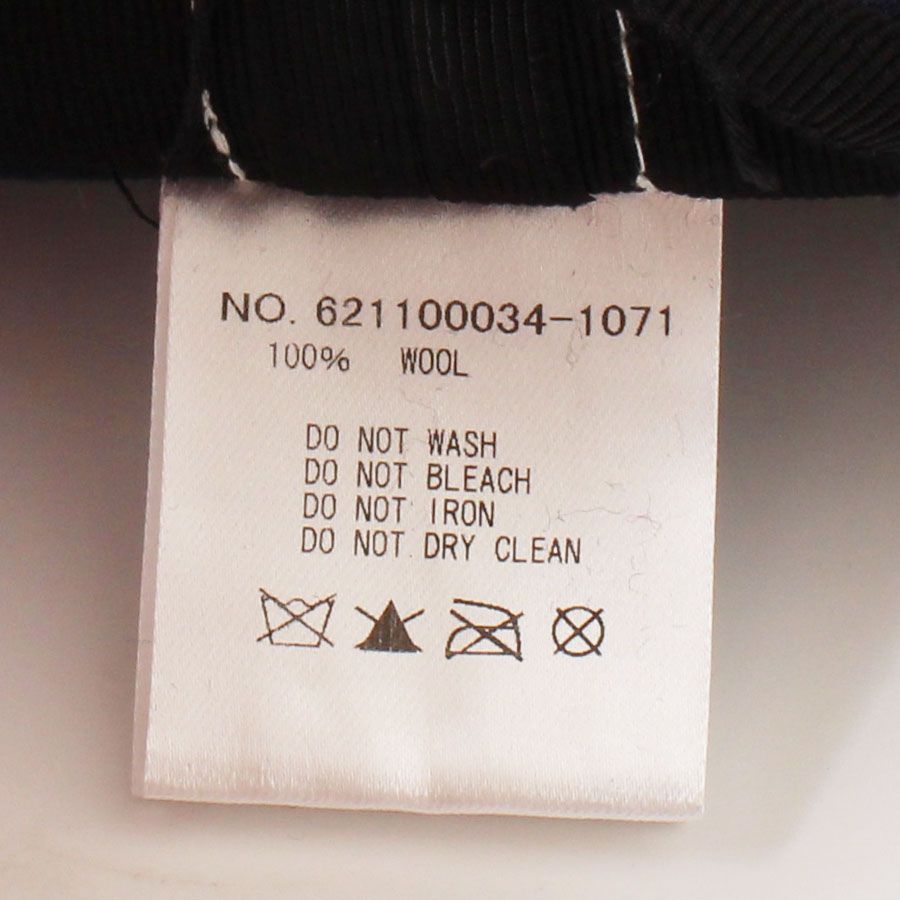 NO. 621100034-1071
100% WOOL
DO NOT WASH
DO NOT BLEACH
DO NOT IRON
DO NOT DRY CLEAN